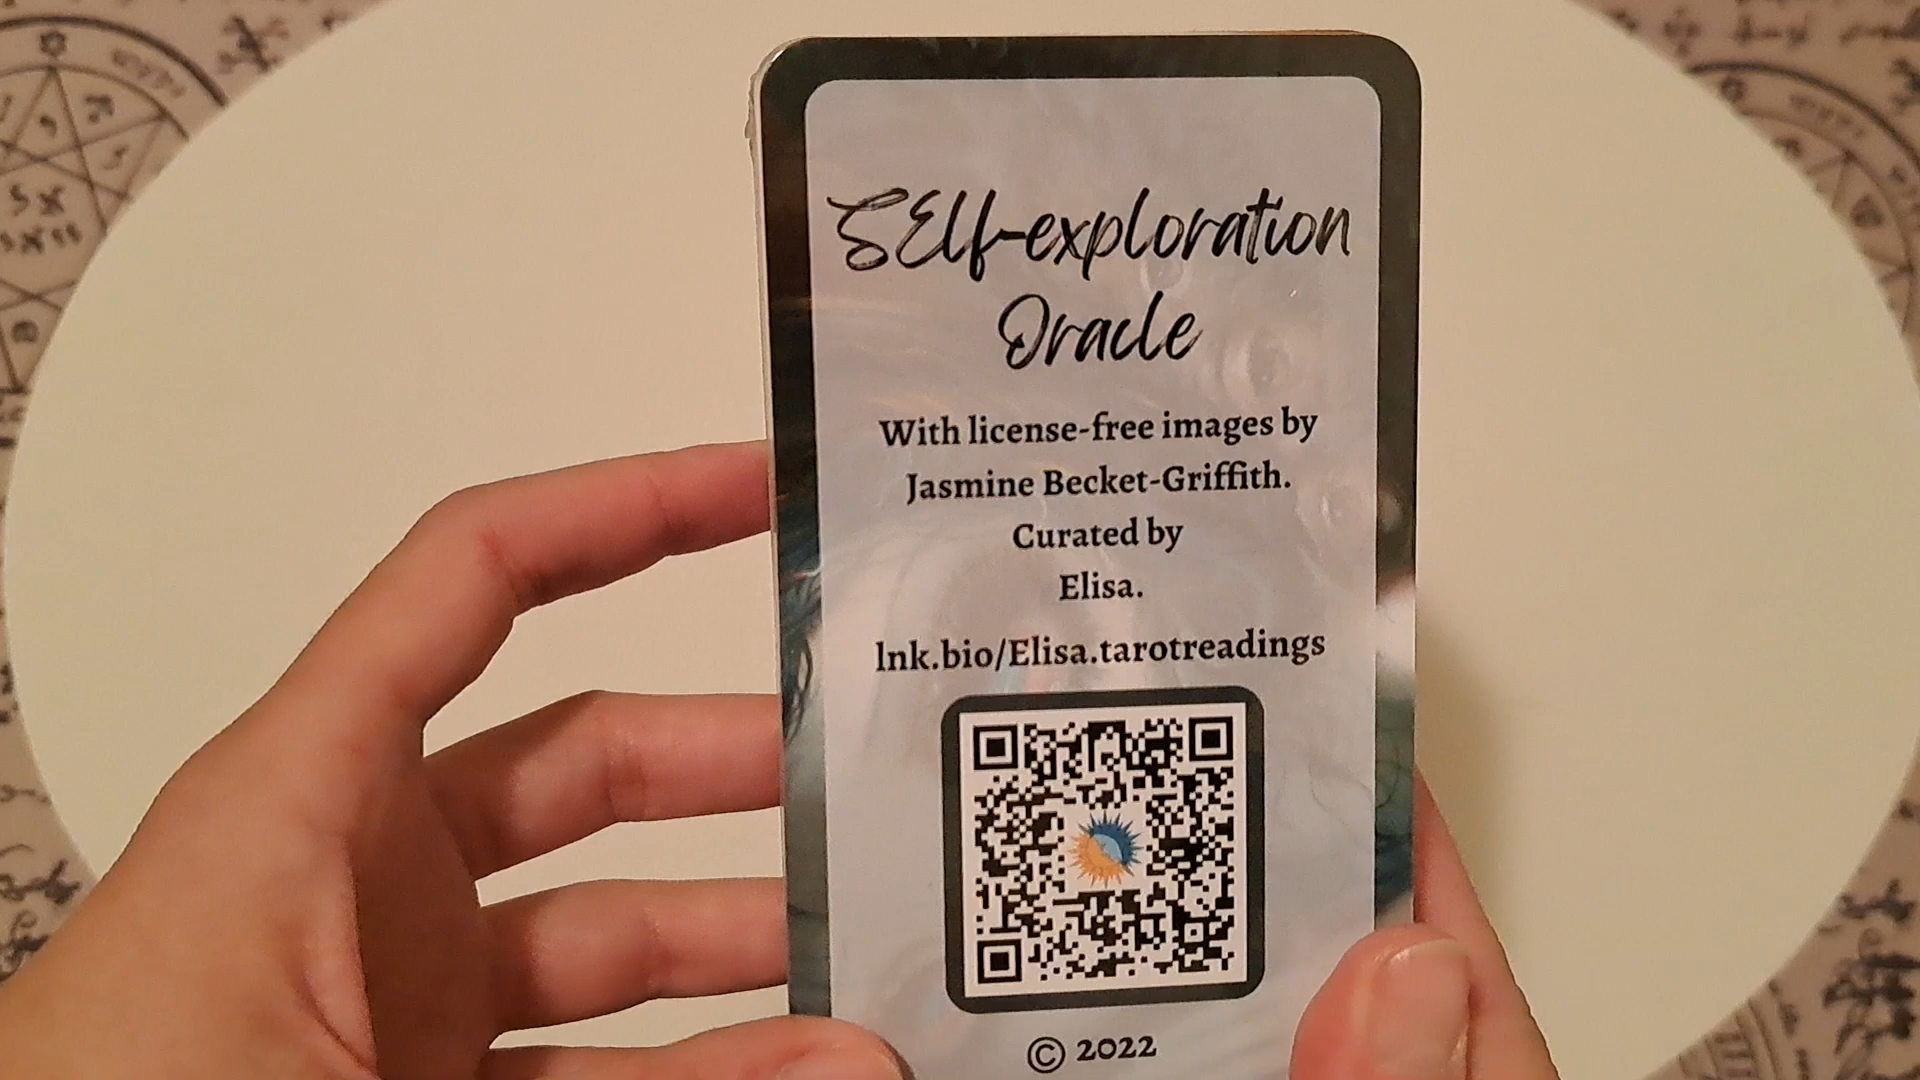 SElf-exploration
Oracle
With license-free images by
Jasmine Becket-Griffith.
Curated by
Elisa.
lnk.bio/Elisa.tarotreadings
© 2022